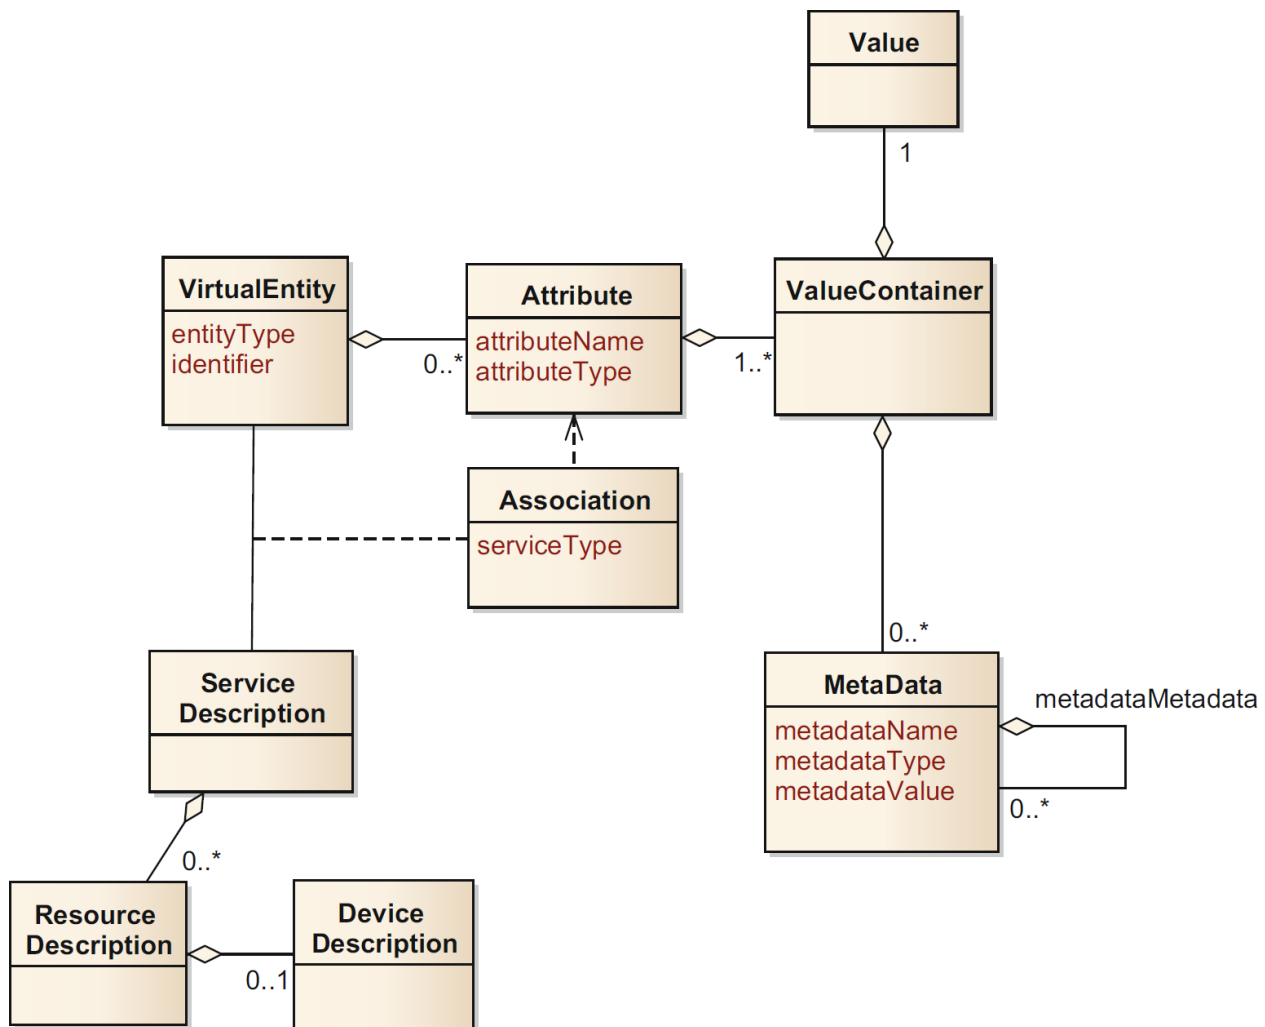 Value
1
VirtualEntity
entityType
identifier
0..*
Attribute
attributeName
attributeType
1..*
ValueContainer
Association
serviceType
0..*
Service
Description
MetaData
metadataName
metadataType
metadataValue
metadataMetadata
0..*
0..*
Resource
Description
0..1
Device
Description